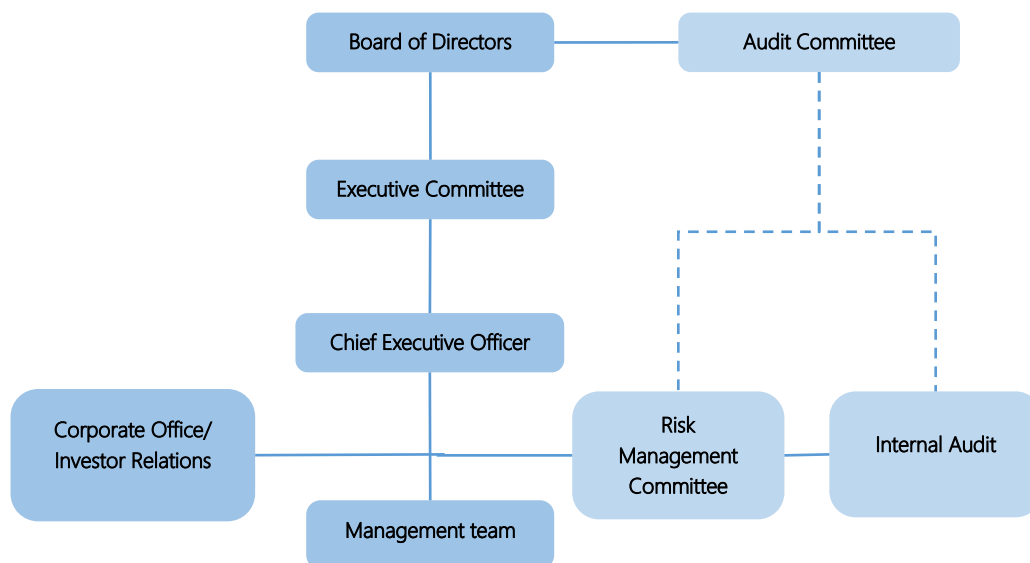 Board of Directors
Audit Committee
Executive Committee
Chief Executive Officer
Corporate Office/
Investor Relations
Risk
Management
Committee
Internal Audit
Management team